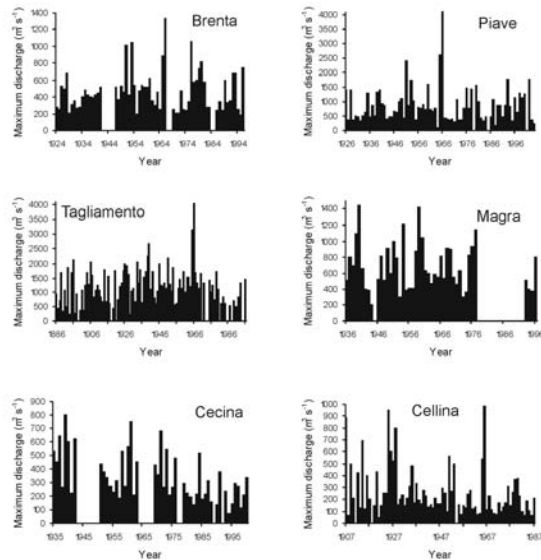 Brenta
Maximum discharge (m³ s⁻¹)
1400
1200
1000
800
600
400
200
0
1924 1934 1944 1954 1964 1974 1984 1994
Year
Piave
Maximum discharge (m³ s⁻¹)
4000
3500
3000
2500
2000
1500
1000
500
0
1926 1936 1946 1956 1966 1976 1986 1996
Year
Tagliamento
Maximum discharge (m³ s⁻¹)
4000
3500
3000
2500
2000
1500
1000
500
0
1886 1906 1926 1946 1966 1986
Year
Magra
Maximum discharge (m³ s⁻¹)
1400
1200
1000
800
600
400
200
0
1936 1946 1956 1966 1976 1986 1996
Year
Cecina
Maximum discharge (m³ s⁻¹)
900
800
700
600
500
400
300
200
100
0
1935 1945 1955 1965 1975 1985 1995
Year
Cellina
Maximum discharge (m³ s⁻¹)
1000
900
800
700
600
500
400
300
200
100
0
1907 1927 1947 1967 1987
Year